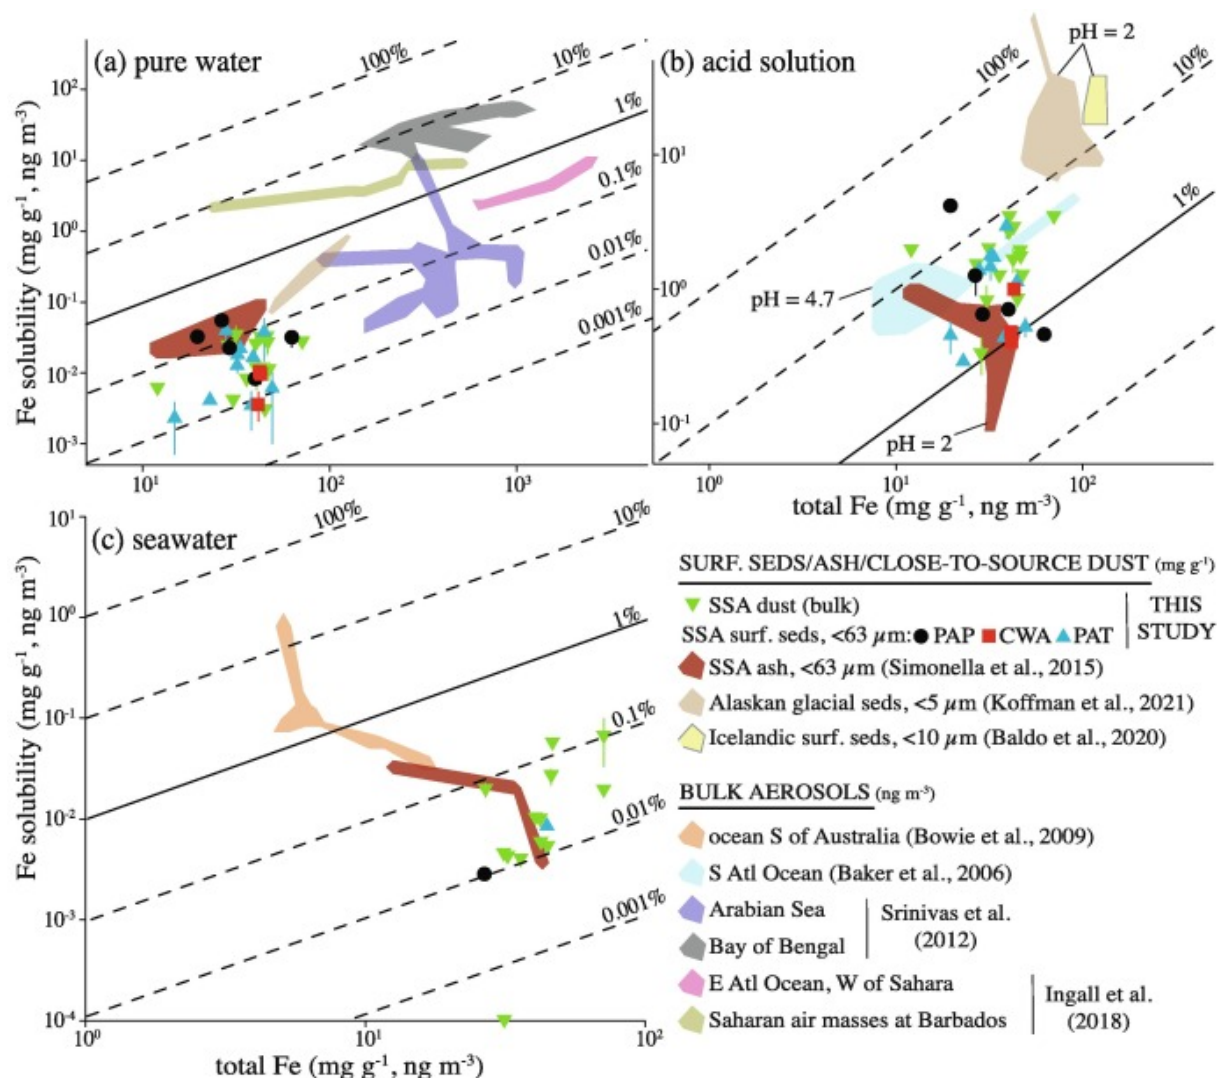 (a) pure water
100%
10%
1%
0.1%
0.01%
0.001%
Fe solubility (mg g⁻¹, ng m⁻³)
10²
10¹
10⁰
10⁻¹
10⁻²
10⁻³
10¹ 10² 10³
(b) acid solution
pH = 2
100%
10%
1%
pH = 4.7
pH = 2
10¹
10⁰
10⁻¹
10⁰ 10¹ 10²
total Fe (mg g⁻¹, ng m⁻³)
(c) seawater
100%
10%
1%
0.1%
0.01%
0.001%
Fe solubility (mg g⁻¹, ng m⁻³)
10¹
10⁰
10⁻¹
10⁻²
10⁻³
10⁻⁴
10⁰ 10¹ 10²
total Fe (mg g⁻¹, ng m⁻³)
SURF. SEDS/ASH/CLOSE-TO-SOURCE DUST (mg g⁻¹)
SSA dust (bulk)
SSA surf. seds, <63 µm: PAP CWA PAT
THIS
STUDY
SSA ash, <63 µm (Simonella et al., 2015)
Alaskan glacial seds, <5 µm (Koffman et al., 2021)
Icelandic surf. seds, <10 µm (Baldo et al., 2020)
BULK AEROSOLS (ng m⁻³)
ocean S of Australia (Bowie et al., 2009)
S Atl Ocean (Baker et al., 2006)
Arabian Sea
Bay of Bengal
Srinivas et al.
(2012)
E Atl Ocean, W of Sahara
Saharan air masses at Barbados
Ingall et al.
(2018)